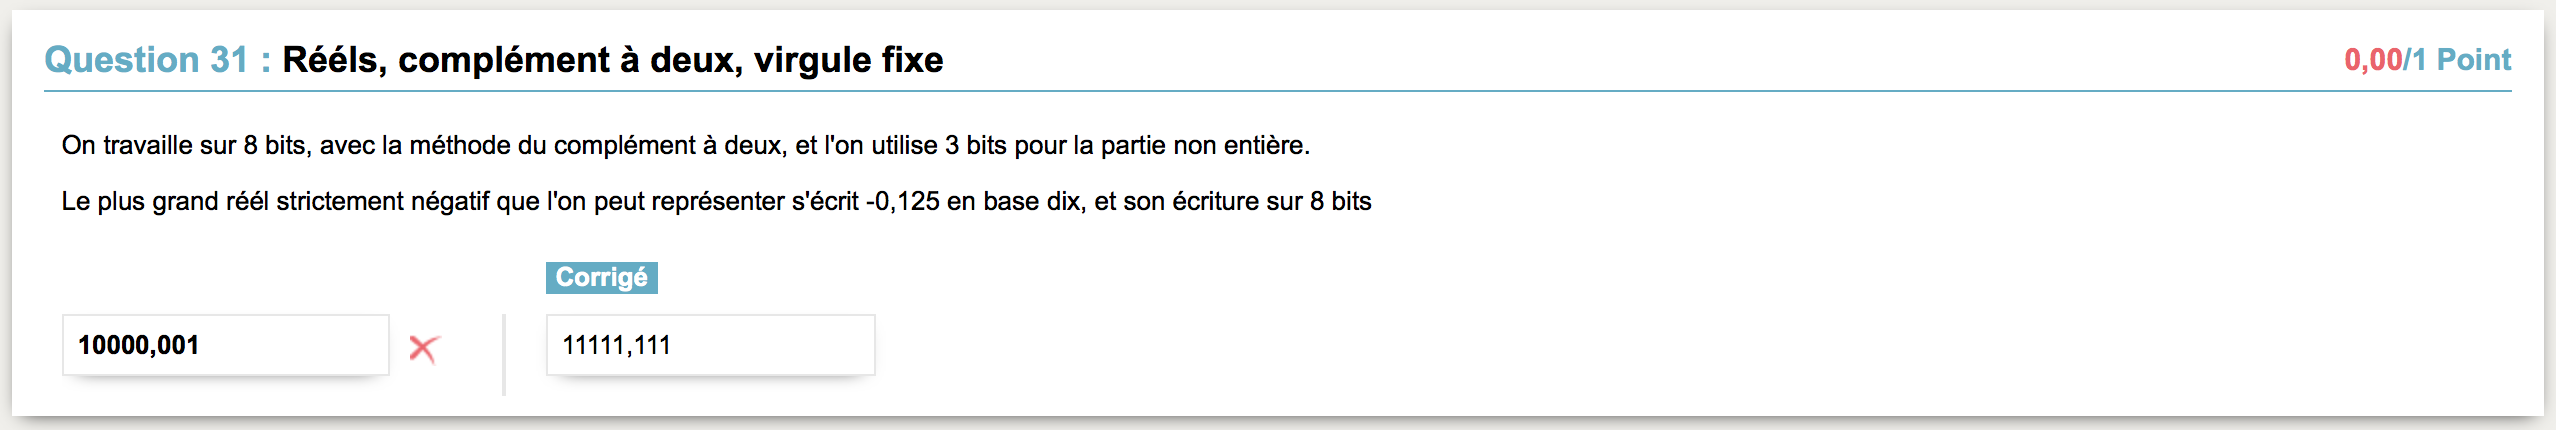 Question 31 : Rééls, complément à deux, virgule fixe
0,00/1 Point
On travaille sur 8 bits, avec la méthode du complément à deux, et l'on utilise 3 bits pour la partie non entière.
Le plus grand réél strictement négatif que l'on peut représenter s'écrit -0,125 en base dix, et son écriture sur 8 bits
Corrigé
10000,001
11111,111